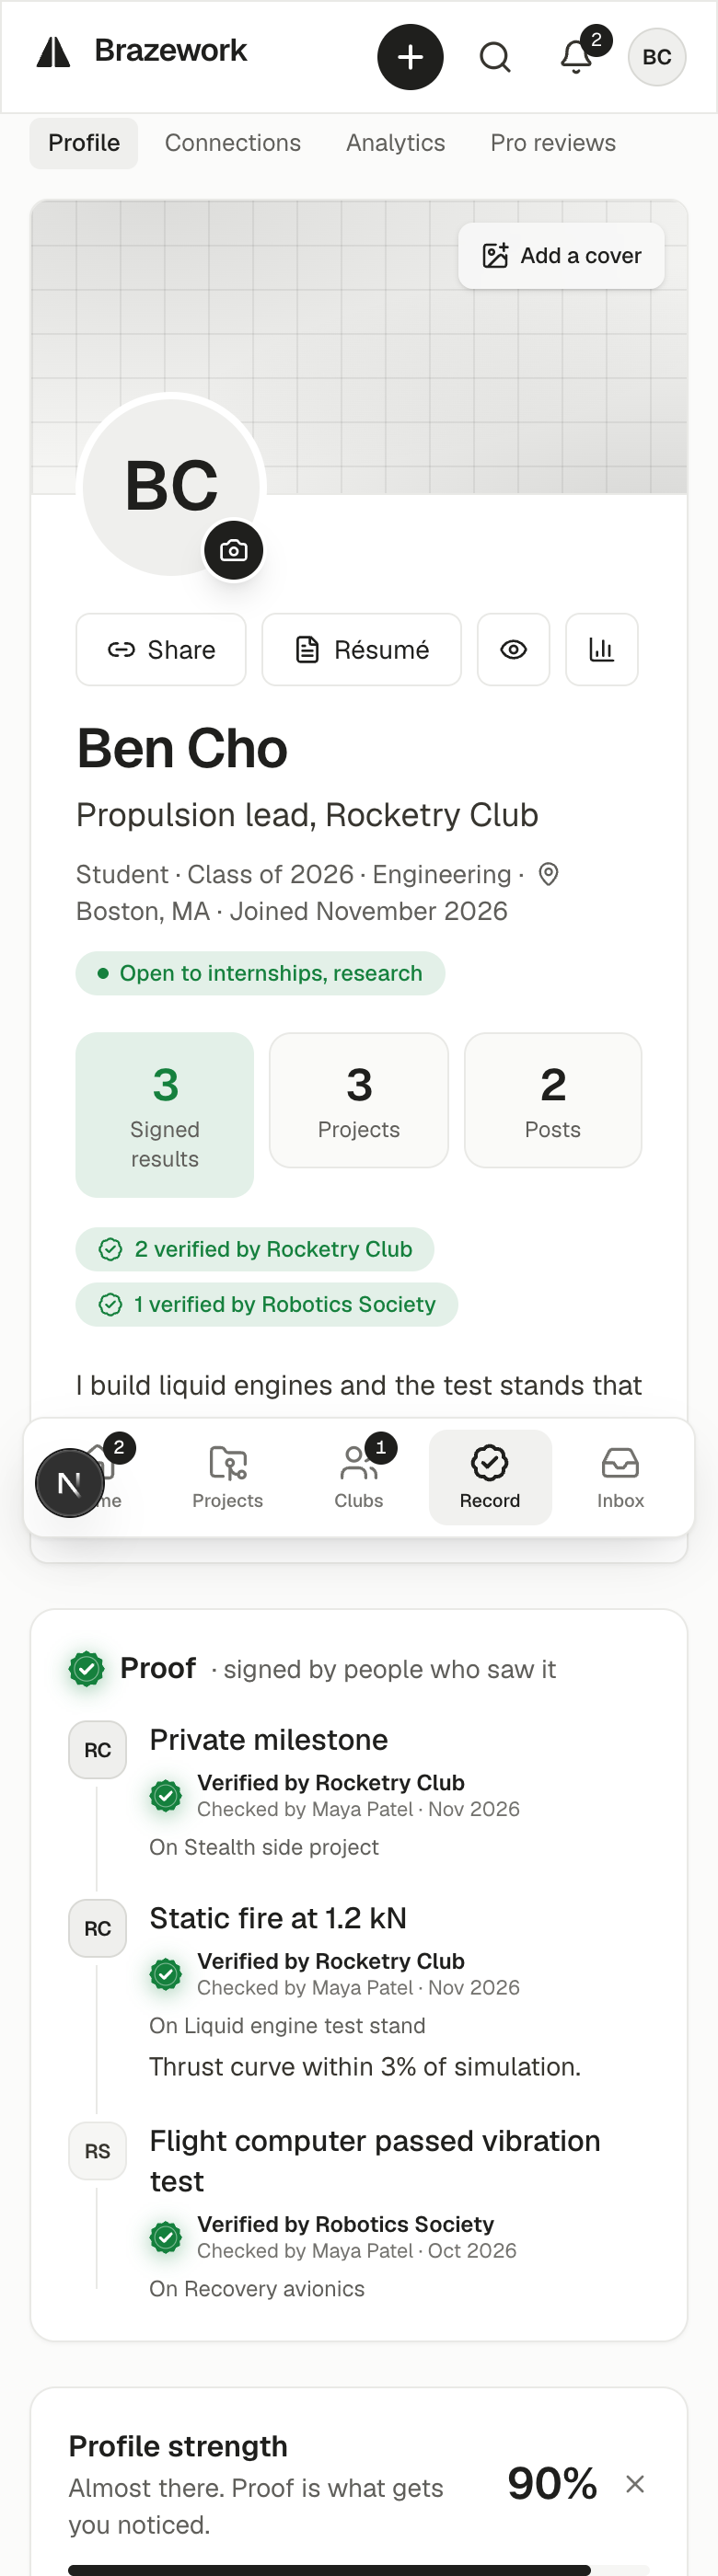 Brazework
2
BC
Profile
Connections
Analytics
Pro reviews
Add a cover
BC
Share
Résumé
Ben Cho
Propulsion lead, Rocketry Club
Student · Class of 2026 · Engineering ·
Boston, MA · Joined November 2026
Open to internships, research
3
Signed
results
3
Projects
2
Posts
2 verified by Rocketry Club
1 verified by Robotics Society
I build liquid engines and the test stands that
2
N
me
Projects
1
Clubs
Record
Inbox
Proof · signed by people who saw it
RC
Private milestone
Verified by Rocketry Club
Checked by Maya Patel · Nov 2026
On Stealth side project
RC
Static fire at 1.2 kN
Verified by Rocketry Club
Checked by Maya Patel · Nov 2026
On Liquid engine test stand
Thrust curve within 3% of simulation.
RS
Flight computer passed vibration
test
Verified by Robotics Society
Checked by Maya Patel · Oct 2026
On Recovery avionics
Profile strength
Almost there. Proof is what gets
you noticed.
90%